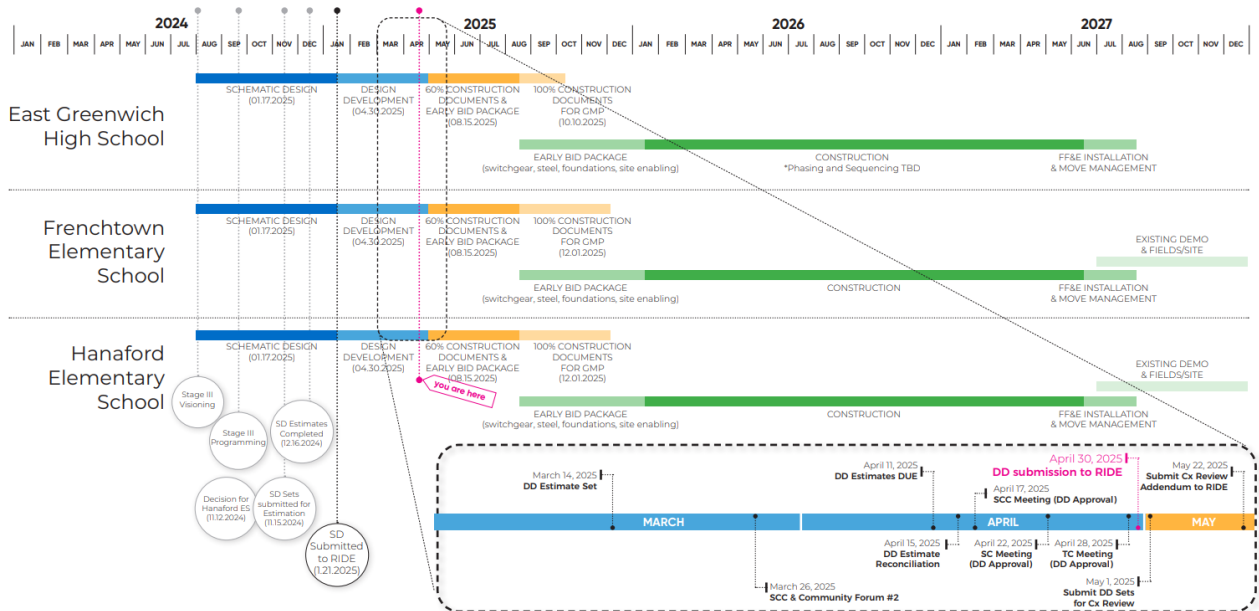 2024
2025
2026
2027
JAN FEB MAR APR MAY JUN JUL AUG SEP OCT NOV DEC JAN FEB MAR APR MAY JUN JUL AUG SEP OCT NOV DEC JAN FEB MAR APR MAY JUN JUL AUG SEP OCT NOV DEC JAN FEB MAR APR MAY JUN JUL AUG SEP OCT NOV DEC
East Greenwich
High School
SCHEMATIC DESIGN
(01.17.2025)
DESIGN
DEVELOPMENT
(04.30.2025)
60% CONSTRUCTION
DOCUMENTS &
EARLY BID PACKAGE
(08.15.2025)
100% CONSTRUCTION
DOCUMENTS
FOR GMP
(10.10.2025)
EARLY BID PACKAGE
(switchgear, steel, foundations, site enabling)
CONSTRUCTION
*Phasing and Sequencing TBD
FF&E INSTALLATION
& MOVE MANAGEMENT
Frenchtown
Elementary
School
SCHEMATIC DESIGN
(01.17.2025)
DESIGN
DEVELOPMENT
(04.30.2025)
60% CONSTRUCTION
DOCUMENTS &
EARLY BID PACKAGE
(08.15.2025)
100% CONSTRUCTION
DOCUMENTS
FOR GMP
(12.01.2025)
EXISTING DEMO
& FIELDS/SITE
EARLY BID PACKAGE
(switchgear, steel, foundations, site enabling)
CONSTRUCTION
FF&E INSTALLATION
& MOVE MANAGEMENT
Hanaford
Elementary
School
SCHEMATIC DESIGN
(01.17.2025)
DESIGN
DEVELOPMENT
(04.30.2025)
60% CONSTRUCTION
DOCUMENTS &
EARLY BID PACKAGE
(08.15.2025)
100% CONSTRUCTION
DOCUMENTS
FOR GMP
(12.01.2025)
EXISTING DEMO
& FIELDS/SITE
you are here
EARLY BID PACKAGE
(switchgear, steel, foundations, site enabling)
CONSTRUCTION
FF&E INSTALLATION
& MOVE MANAGEMENT
Stage III
Visioning
Stage III
Programming
SD Estimates
Completed
(12.16.2024)
Decision for
Hanaford ES
(11.12.2024)
SD Sets
submitted for
Estimation
(11.15.2024)
SD
Submitted
to RIDE
(1.21.2025)
March 14, 2025
DD Estimate Set
April 11, 2025
DD Estimates DUE
April 30, 2025
DD submission to RIDE
April 17, 2025
SCC Meeting (DD Approval)
May 22, 2025
Submit Cx Review
Addendum to RIDE
MARCH
APRIL
MAY
April 15, 2025
DD Estimate
Reconciliation
April 22, 2025
SC Meeting
(DD Approval)
April 28, 2025
TC Meeting
(DD Approval)
March 26, 2025
SCC & Community Forum #2
May 1, 2025
Submit DD Sets
for Cx Review